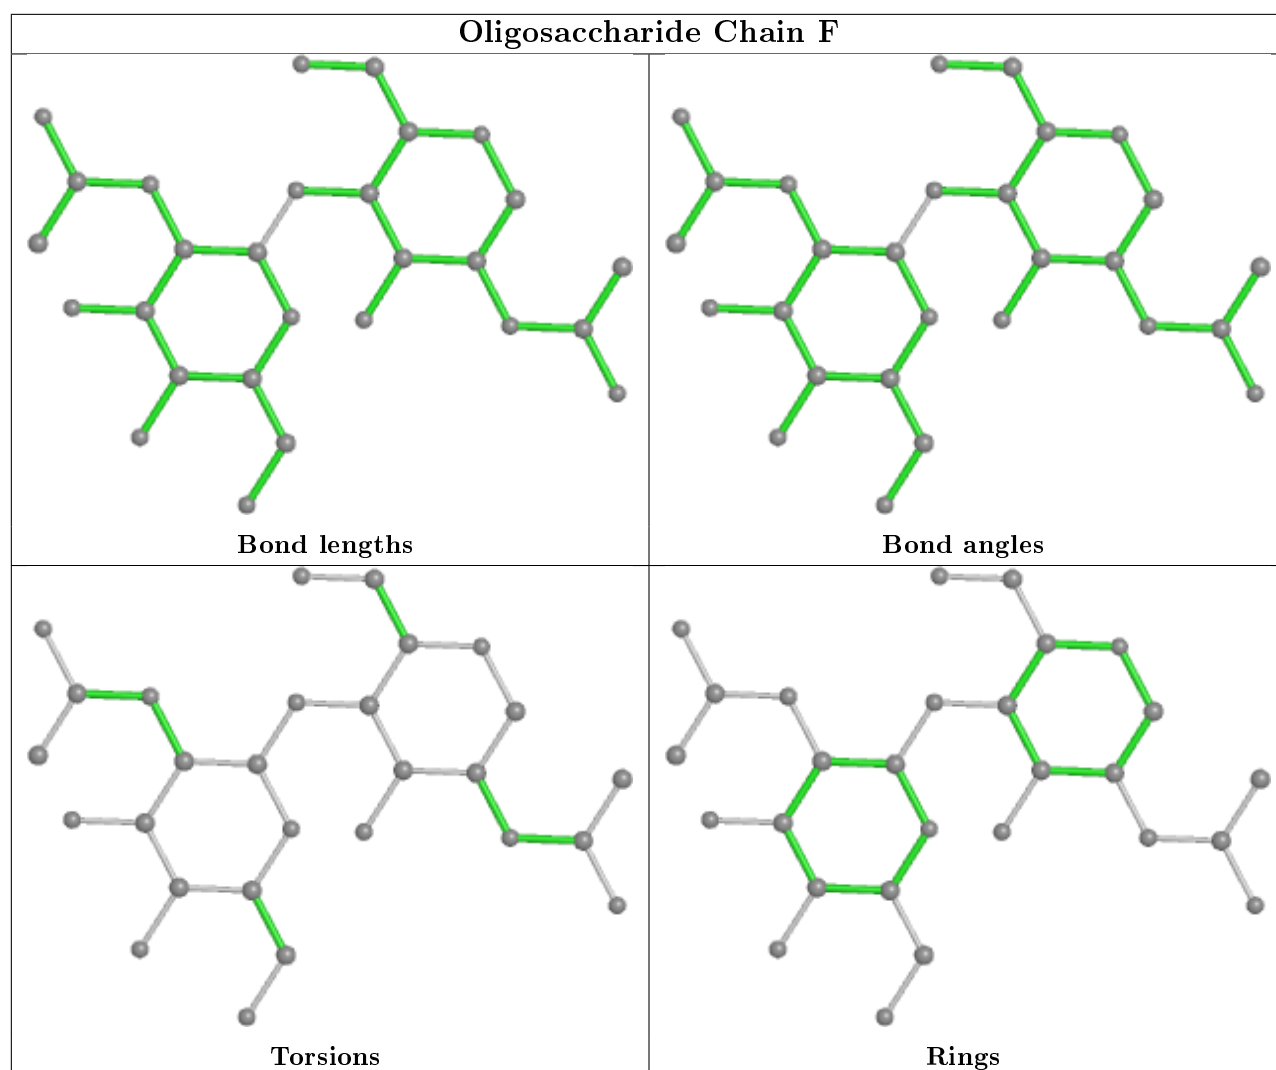 Oligosaccharide Chain F
Bond lengths
Bond angles
Torsions
Rings